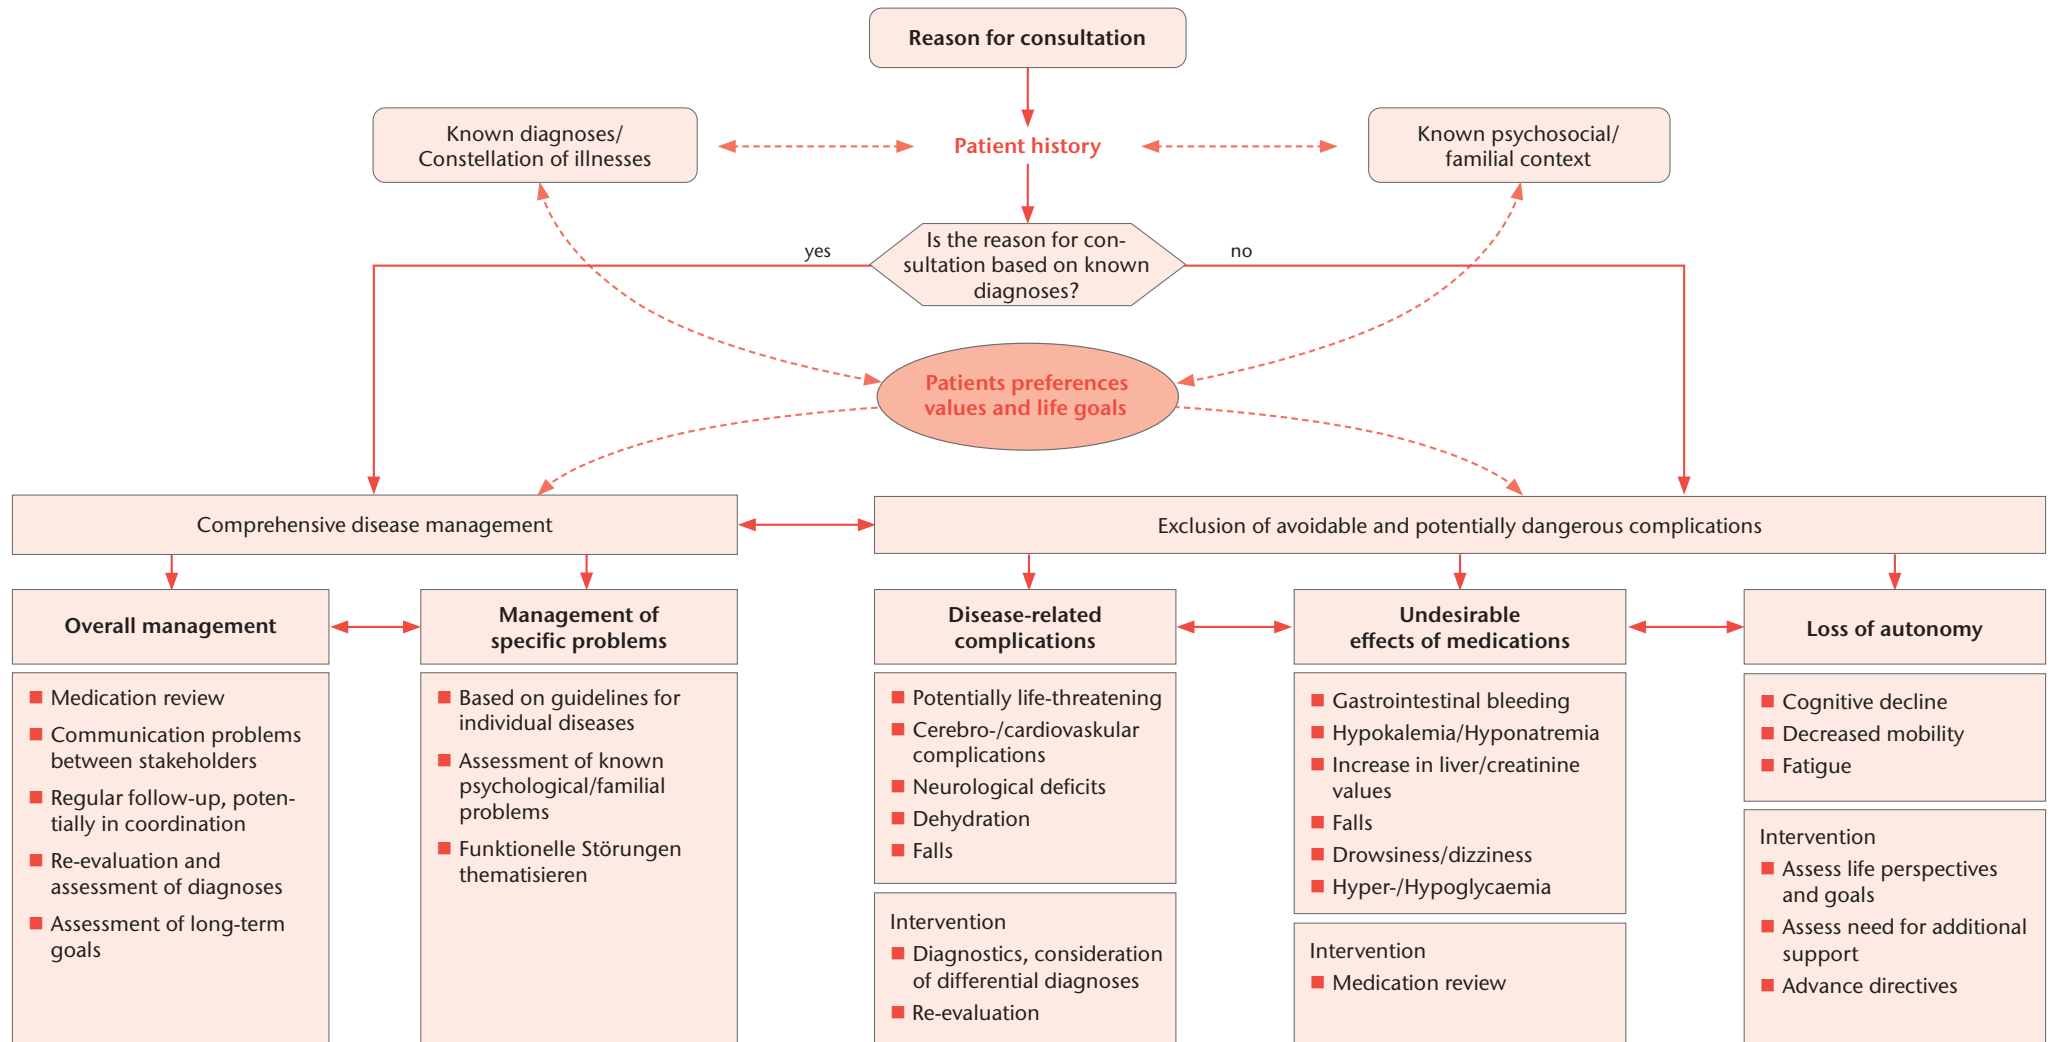 Reason for consultation
Known diagnoses/
Constellation of illnesses
Patient history
Known psychosocial/
familial context
yes
Is the reason for con-
sultation based on known
diagnoses?
no
Patients preferences
values and life goals
Comprehensive disease management
Exclusion of avoidable and potentially dangerous complications
Overall management
Management of
specific problems
Disease-related
complications
Undesirable
effects of medications
Loss of autonomy
Medication review
Communication problems
between stakeholders
Regular follow-up, poten-
tially in coordination
Re-evaluation and
assessment of diagnoses
Assessment of long-term
goals
Based on guidelines for
individual diseases
Assessment of known
psychological/familial
problems
Funktionelle Störungen
thematisieren
Potentially life-threatening
Cerebro-/cardiovaskular
complications
Neurological deficits
Dehydration
Falls
Intervention
Diagnostics, consideration
of differential diagnoses
Re-evaluation
Gastrointestinal bleeding
Hypokalemia/Hyponatremia
Increase in liver/creatinine
values
Falls
Drowsiness/dizziness
Hyper-/Hypoglycaemia
Intervention
Medication review
Cognitive decline
Decreased mobility
Fatigue
Intervention
Assess life perspectives
and goals
Assess need for additional
support
Advance directives